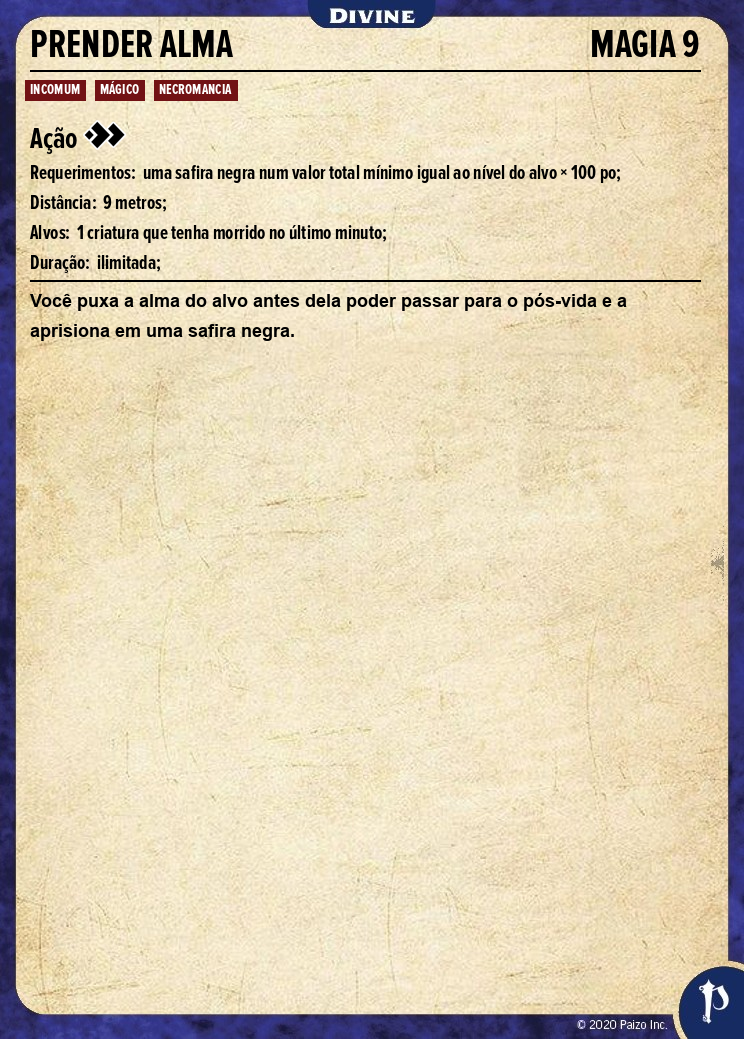 DIVINE
PRENDER ALMA MAGIA 9
INCOMUM MÁGICO NECROMANCIA
Ação
Requerimentos: uma safira negra num valor total mínimo igual ao nível do alvo × 100 po;
Distância: 9 metros;
Alvos: 1 criatura que tenha morrido no último minuto;
Duração: ilimitada;
Você puxa a alma do alvo antes dela poder passar para o pós-vida e a
aprisiona em uma safira negra.
© 2020 Paizo Inc.